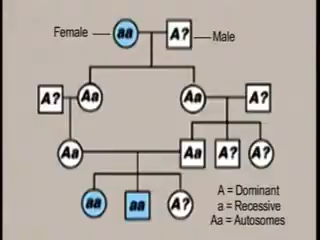 Female aa A? Male
A? Aa Aa A?
Aa Aa A? A?
aa aa A?
A = Dominant
a = Recessive
Aa = Autosomes